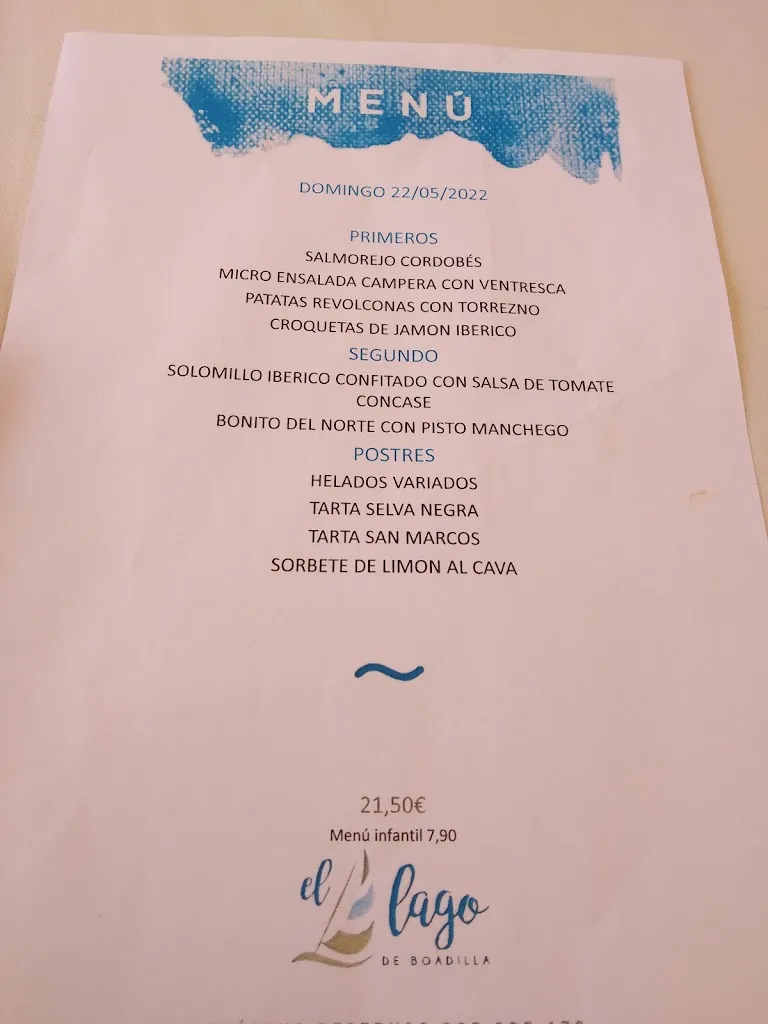 MENÚ
DOMINGO 22/05/2022
PRIMEROS
SALMOREJO CORDOBÉS
MICRO ENSALADA CAMPERA CON VENTRESCA
PATATAS REVOLCONAS CON TORREZNO
CROQUETAS DE JAMON IBERICO
SEGUNDO
SOLOMILLO IBERICO CONFITADO CON SALSA DE TOMATE
CONCASE
BONITO DEL NORTE CON PISTO MANCHEGO
POSTRES
HELADOS VARIADOS
TARTA SELVA NEGRA
TARTA SAN MARCOS
SORBETE DE LIMON AL CAVA
21,50€
Menú infantil 7,90
el lago
DE BOADILLA